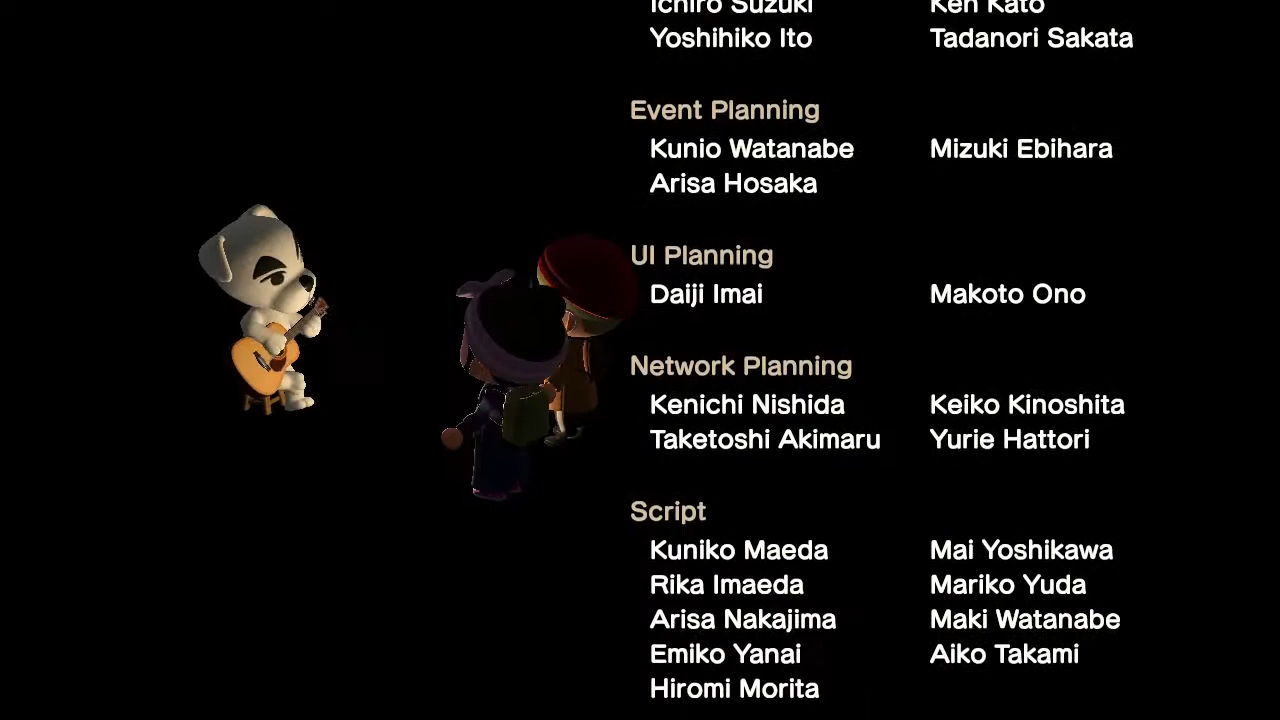 Ichiro Suzuki Ken Kato
Yoshihiko Ito Tadanori Sakata
Event Planning
Kunio Watanabe Mizuki Ebihara
Arisa Hosaka
UI Planning
Daiji Imai Makoto Ono
Network Planning
Kenichi Nishida Keiko Kinoshita
Taketoshi Akimaru Yurie Hattori
Script
Kuniko Maeda Mai Yoshikawa
Rika Imaeda Mariko Yuda
Arisa Nakajima Maki Watanabe
Emiko Yanai Aiko Takami
Hiromi Morita